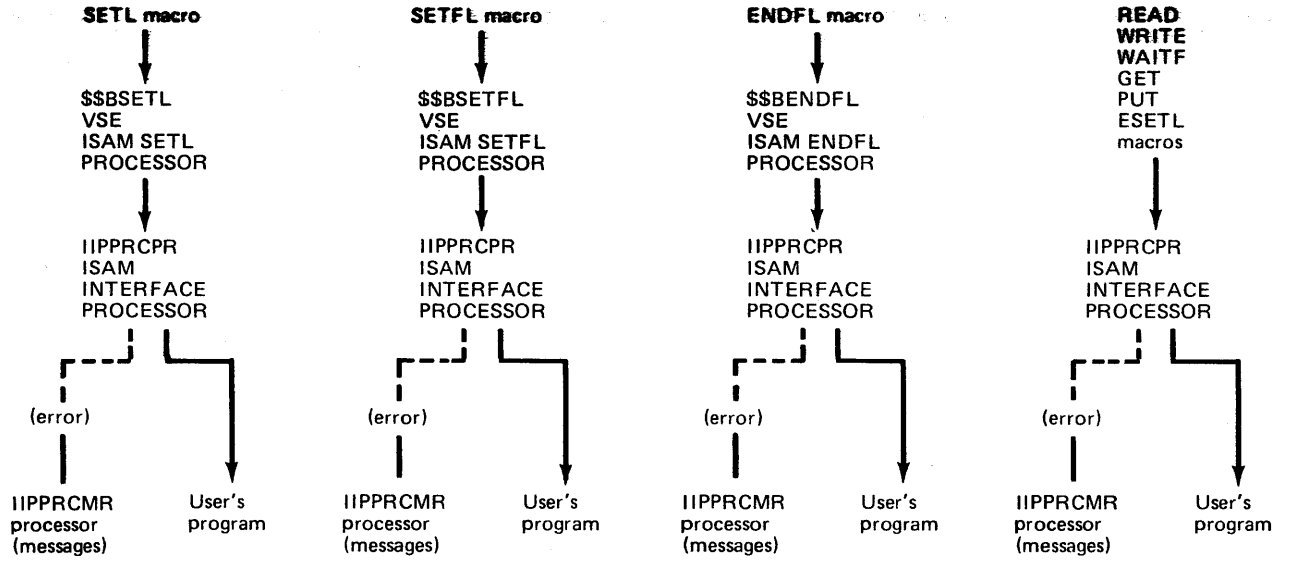 SETL macro
$$BSETL
VSE
ISAM SETL
PROCESSOR
IIPPRCPR
ISAM
INTERFACE
PROCESSOR
(error)
IIPPRCMR
processor
(messages)
User's
program
SETFL macro
$$BSETFL
VSE
ISAM SETFL
PROCESSOR
IIPPRCPR
ISAM
INTERFACE
PROCESSOR
(error)
IIPPRCMR
processor
(messages)
User's
program
ENDFL macro
$$BENDFL
VSE
ISAM ENDFL
PROCESSOR
IIPPRCPR
ISAM
INTERFACE
PROCESSOR
(error)
IIPPRCMR
processor
(messages)
User's
program
READ
WRITE
WAITF
GET
PUT
ESETL
macros
IIPPRCPR
ISAM
INTERFACE
PROCESSOR
(error)
IIPPRCMR
processor
(messages)
User's
program